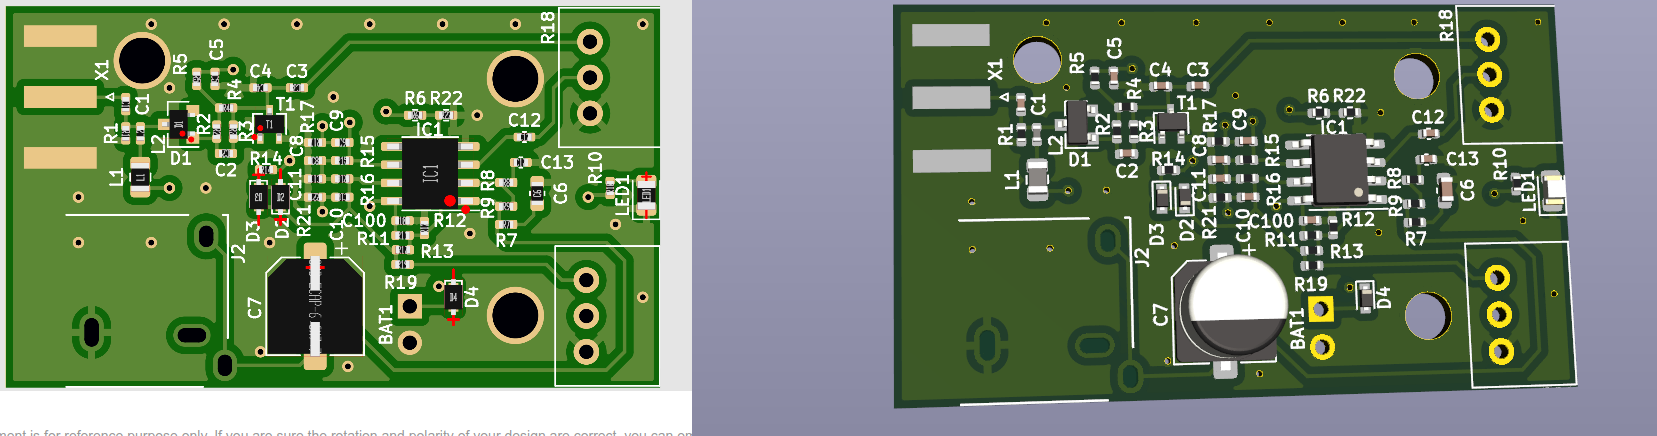 R18
C5
R5
X1
C4 C3
R4
C1
R1
R2
T1
T1
R17
R3
C9
R6 R22
IC1
C12
L2
D1
C2
C8
R15
IC1
C13
R10
L1
L1
R14
C11
R16
R8
C6
LED1
D3
D2
R21
C10
C100
R11
R12
R9
R7
R13
J2
+
R19
C7
D4
D4
BAT1
ment is for reference purpose only. If you are sure the rotation and polarity of your design are correct, you can
R18
C5
R5
X1
C4 C3
R4
C1
R1
R2
T1
R17
R3
C9
R6 R22
IC1
C12
L2
D1
C2
C8
R15
C13
R10
L1
R14
C11
R16
R8
C6
LED1
D3
D2
R21
C10
C100
R11
R12
R9
R7
R13
J2
+
R19
C7
D4
BAT1